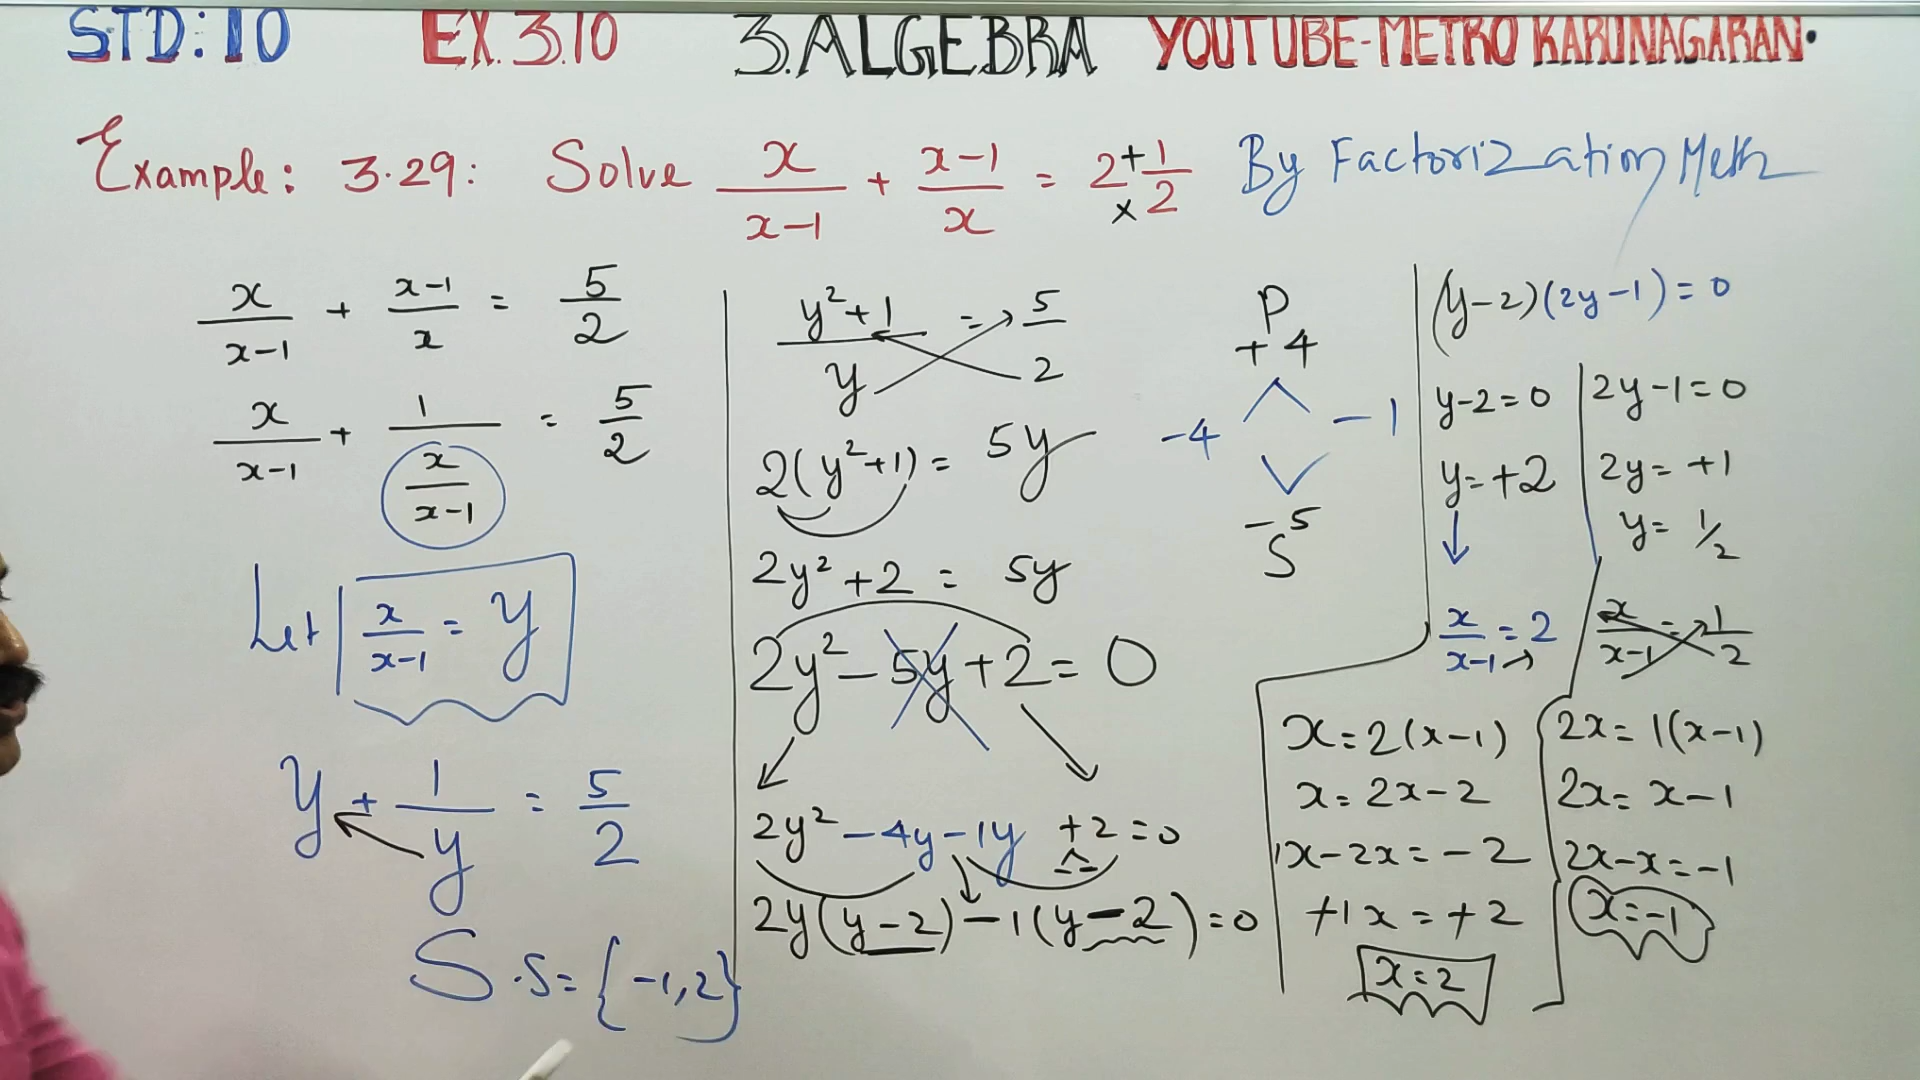 STD:10 EX.3.10 3.ALGEBRA YOUTUBE-METRO KARUNAGARAN.
Example: 3.29: Solve x/(x-1) + (x-1)/x = 2 + 1/2 × By Factorization Meth
x/(x-1) + (x-1)/x = 5/2
x/(x-1) + 1/(x/(x-1)) = 5/2
Let x/(x-1) = y
y + 1/y = 5/2
S.S = {-1,2}
(y²+1)/y = 5/2
2(y²+1) = 5y
2y²+2 = 5y
2y²-5y+2 = 0
2y²-4y-1y+2=0
2y(y-2)-1(y-2)=0
P
+4
-4 -1
-5
S
(y-2)(2y-1)=0
y-2=0
y=+2
x/(x-1) = 2
x=2(x-1)
x=2x-2
1x-2x=-2
+1x=+2
x=2
2y-1=0
2y=+1
y=1/2
x/(x-1) = 1/2
2x=1(x-1)
2x=x-1
2x-x=-1
x=-1